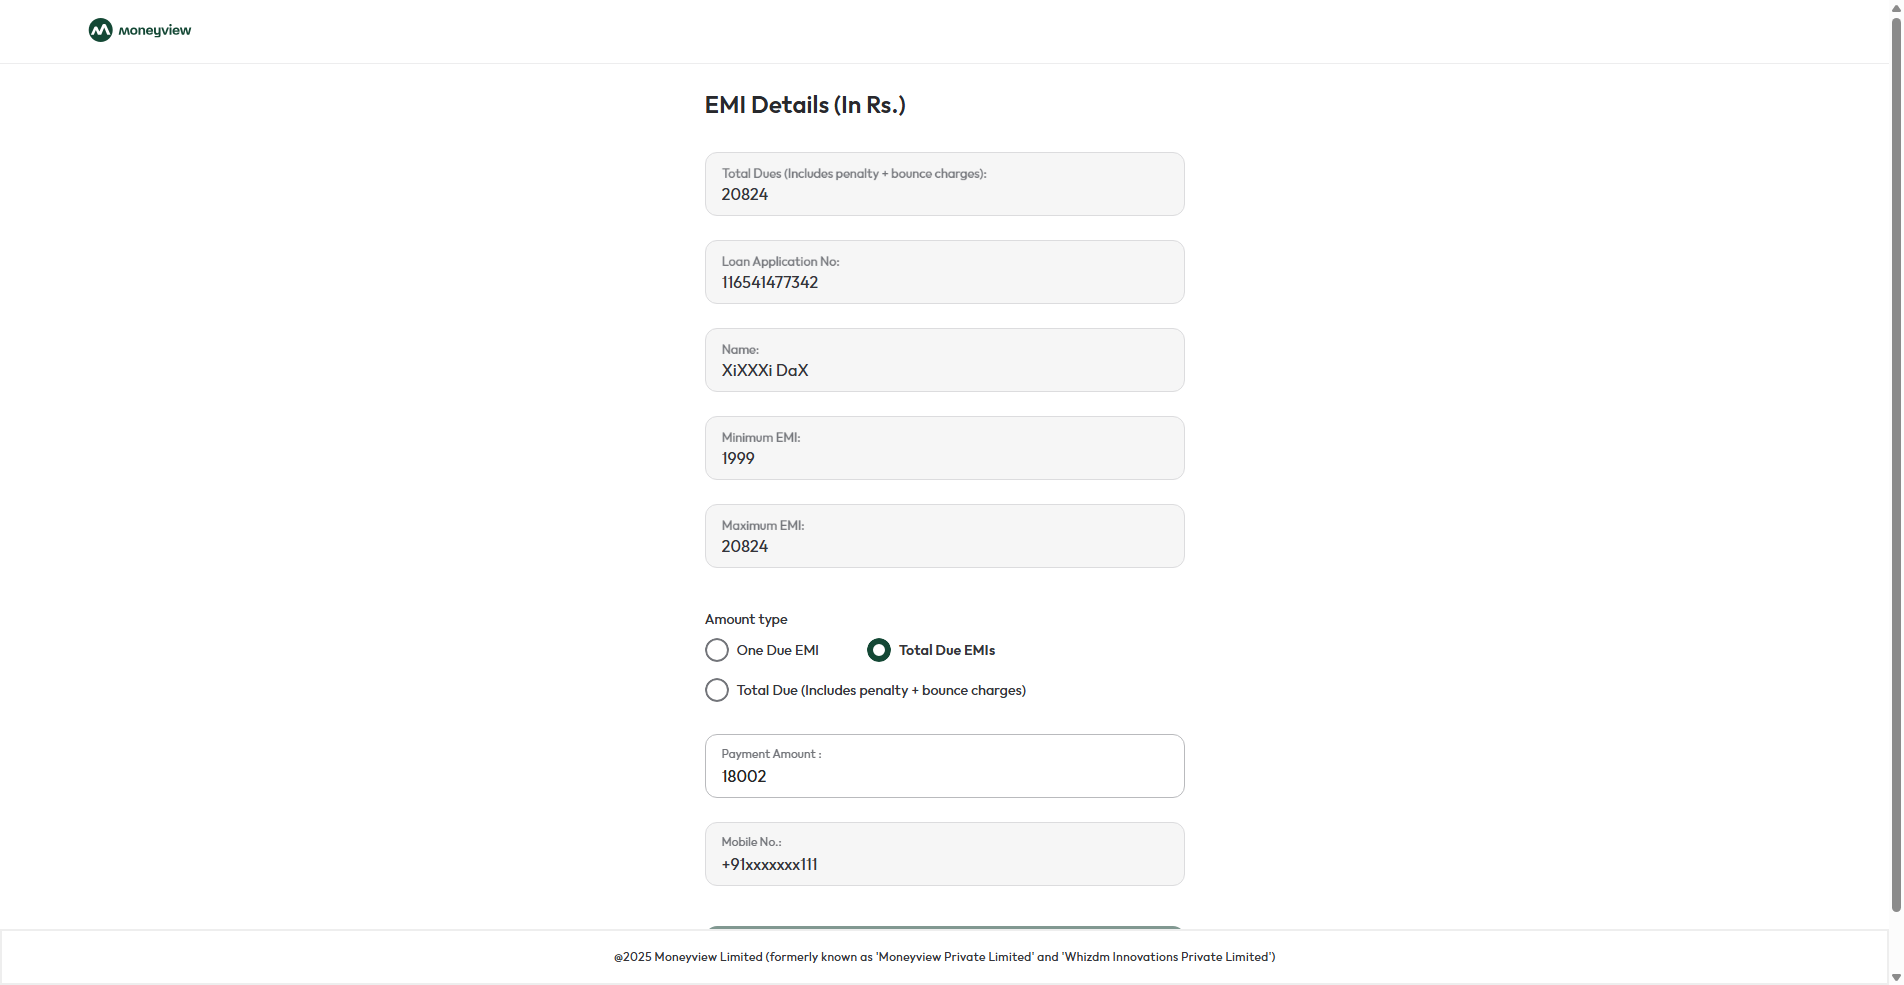 moneyview
EMI Details (In Rs.)
Total Dues (Includes penalty + bounce charges):
20824
Loan Application No:
116541477342
Name:
XiXXXi DaX
Minimum EMI:
1999
Maximum EMI:
20824
Amount type
One Due EMI
Total Due EMIs
Total Due (Includes penalty + bounce charges)
Payment Amount :
18002
Mobile No.:
+91xxxxxxx111
@2025 Moneyview Limited (formerly known as 'Moneyview Private Limited' and 'Whizdm Innovations Private Limited')